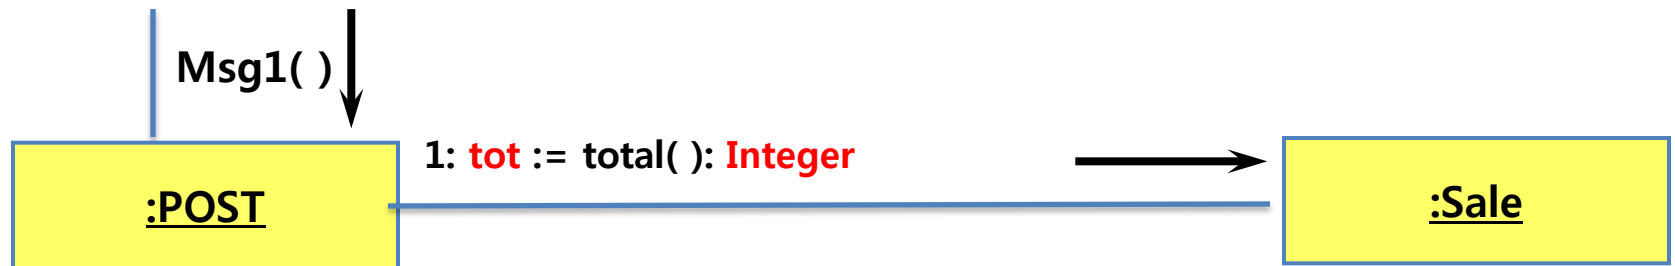 Msg1( )
1: tot := total( ): Integer
:POST
:Sale